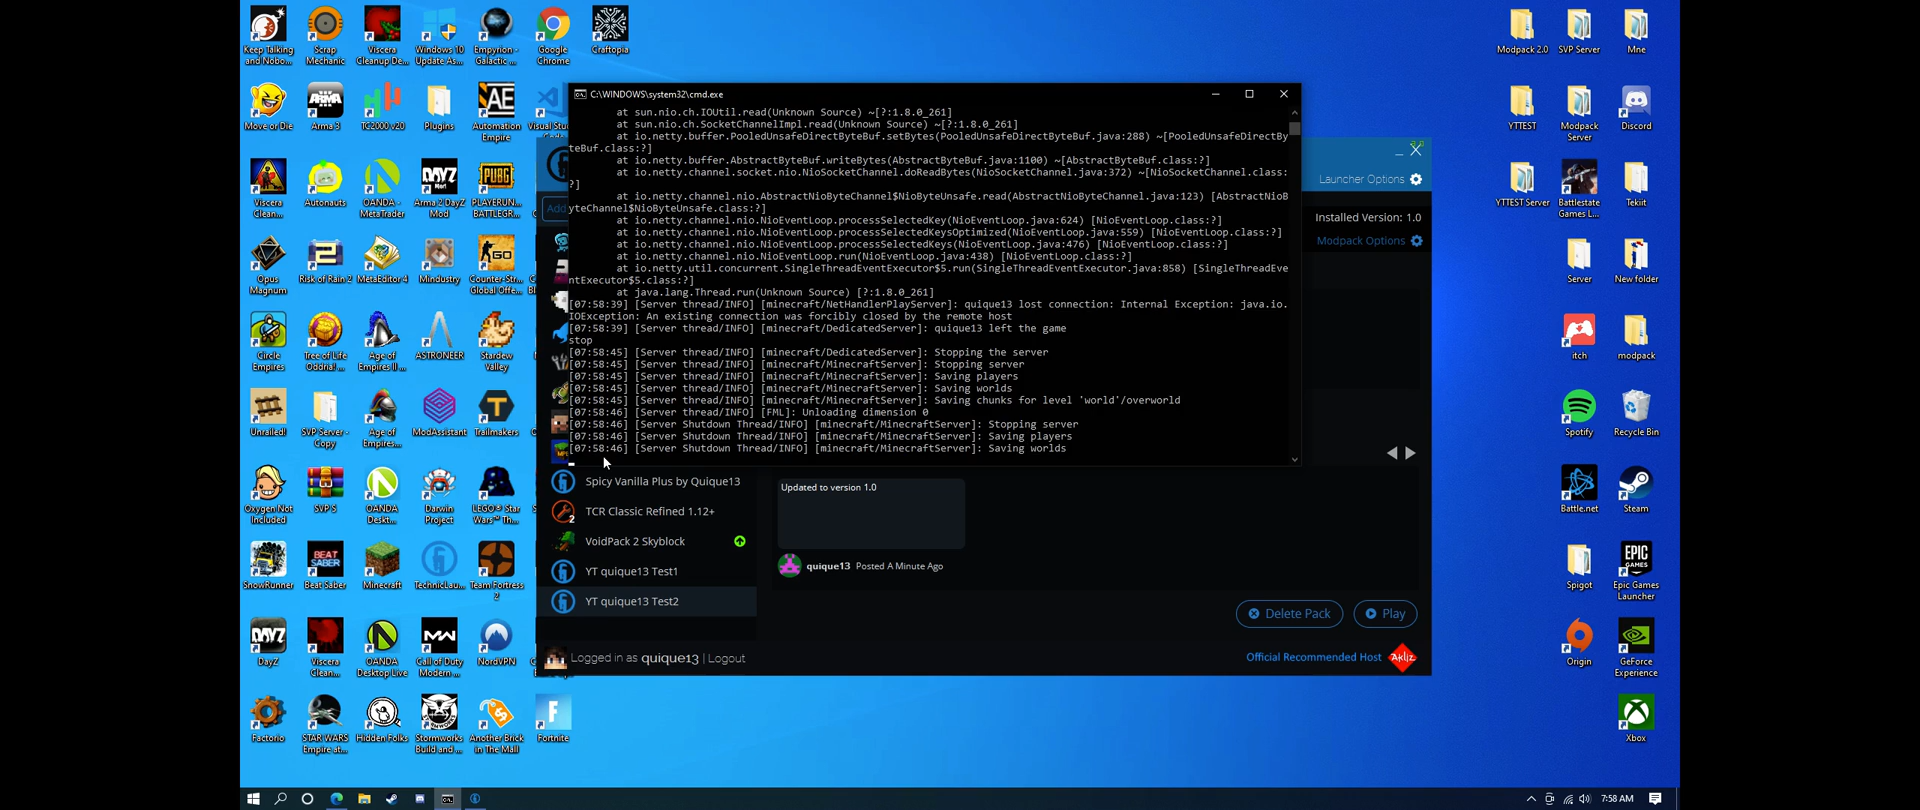 Keep Talking
and Nobo...
Scrap
Mechanic
Viscera
Cleanup De...
Windows 10
Update As...
Empyrion -
Galactic ...
Google
Chrome
Craftopia
Modpack 2.0
SVP Server
Mne
Move or Die
Arma 3
TC2000 v20
Plugins
Automation
Empire
Visual Stu
YTTEST
Modpack
Server
Discord
Viscera
Clean...
Autonauts
OANDA -
MetaTrader
Arma 2 DayZ
Mod
PLAYERUN...
BATTLEGR...
YTTEST Server
Battlestate
Games L...
Tekiit
Opus
Magnum
Risk of Rain 2
MetaEditor 4
Mindustry
Counter-Str...
Global Offe...
Server
New folder
Circle
Empires
Tree of Life
Oddria! ...
Age of
Empires II ...
ASTRONEER
Stardew
Valley
itch
modpack
Unrailed!
SVP Server -
Copy
Age of
Empires...
ModAssistant
Trailmakers
Spotify
Recycle Bin
Oxygen Not
Included
SVP S
OANDA
Deskt...
Darwin
Project
LEGO® Star
Wars™ Th...
Battle.net
Steam
SnowRunner
Beat Saber
Minecraft
TechnicLau...
Team Fortress
2
Spigot
Epic Games
Launcher
DayZ
Viscera
Clean...
OANDA
Desktop Live
Call of Duty
Modern ...
NordVPN
Origin
GeForce
Experience
Factorio
STAR WARS
Empire at...
Hidden Folks
Stormworks
Build and ...
Another Brick
in The Mall
Fortnite
Xbox
C:\WINDOWS\system32\cmd.exe
at sun.nio.ch.IOUtil.read(Unknown Source) ~[?:1.8.0_261]
at sun.nio.ch.SocketChannelImpl.read(Unknown Source) ~[?:1.8.0_261]
at io.netty.buffer.PooledUnsafeDirectByteBuf.setBytes(PooledUnsafeDirectByteBuf.java:288) ~[PooledUnsafeDirectBy
teBuf.class:?]
at io.netty.buffer.AbstractByteBuf.writeBytes(AbstractByteBuf.java:1100) ~[AbstractByteBuf.class:?]
at io.netty.channel.socket.nio.NioSocketChannel.doReadBytes(NioSocketChannel.java:372) ~[NioSocketChannel.class:
?]
at io.netty.channel.nio.AbstractNioByteChannel$NioByteUnsafe.read(AbstractNioByteChannel.java:123) [AbstractNioB
yteChannel$NioByteUnsafe.class:?]
at io.netty.channel.nio.NioEventLoop.processSelectedKey(NioEventLoop.java:624) [NioEventLoop.class:?]
at io.netty.channel.nio.NioEventLoop.processSelectedKeysOptimized(NioEventLoop.java:559) [NioEventLoop.class:?]
at io.netty.channel.nio.NioEventLoop.processSelectedKeys(NioEventLoop.java:476) [NioEventLoop.class:?]
at io.netty.channel.nio.NioEventLoop.run(NioEventLoop.java:438) [NioEventLoop.class:?]
at io.netty.util.concurrent.SingleThreadEventExecutor$5.run(SingleThreadEventExecutor.java:858) [SingleThreadEve
ntExecutor$5.class:?]
at java.lang.Thread.run(Unknown Source) [?:1.8.0_261]
[07:58:39] [Server thread/INFO] [minecraft/NetHandlerPlayServer]: quique13 lost connection: Internal Exception: java.io.
IOException: An existing connection was forcibly closed by the remote host
[07:58:39] [Server thread/INFO] [minecraft/DedicatedServer]: quique13 left the game
stop
[07:58:45] [Server thread/INFO] [minecraft/DedicatedServer]: Stopping the server
[07:58:45] [Server thread/INFO] [minecraft/MinecraftServer]: Stopping server
[07:58:45] [Server thread/INFO] [minecraft/MinecraftServer]: Saving players
[07:58:45] [Server thread/INFO] [minecraft/MinecraftServer]: Saving worlds
[07:58:45] [Server thread/INFO] [minecraft/MinecraftServer]: Saving chunks for level 'world'/overworld
[07:58:46] [Server thread/INFO] [FML]: Unloading dimension 0
[07:58:46] [Server Shutdown Thread/INFO] [minecraft/MinecraftServer]: Stopping server
[07:58:46] [Server Shutdown Thread/INFO] [minecraft/MinecraftServer]: Saving players
[07:58:46] [Server Shutdown Thread/INFO] [minecraft/MinecraftServer]: Saving worlds
Launcher Options
Add
Installed Version: 1.0
Modpack Options
Spicy Vanilla Plus by Quique13
TCR Classic Refined 1.12+
VoidPack 2 Skyblock
YT quique13 Test1
YT quique13 Test2
Updated to version 1.0
quique13 Posted A Minute Ago
Delete Pack
Play
Logged in as quique13 | Logout
Official Recommended Host
Akliz
7:58 AM